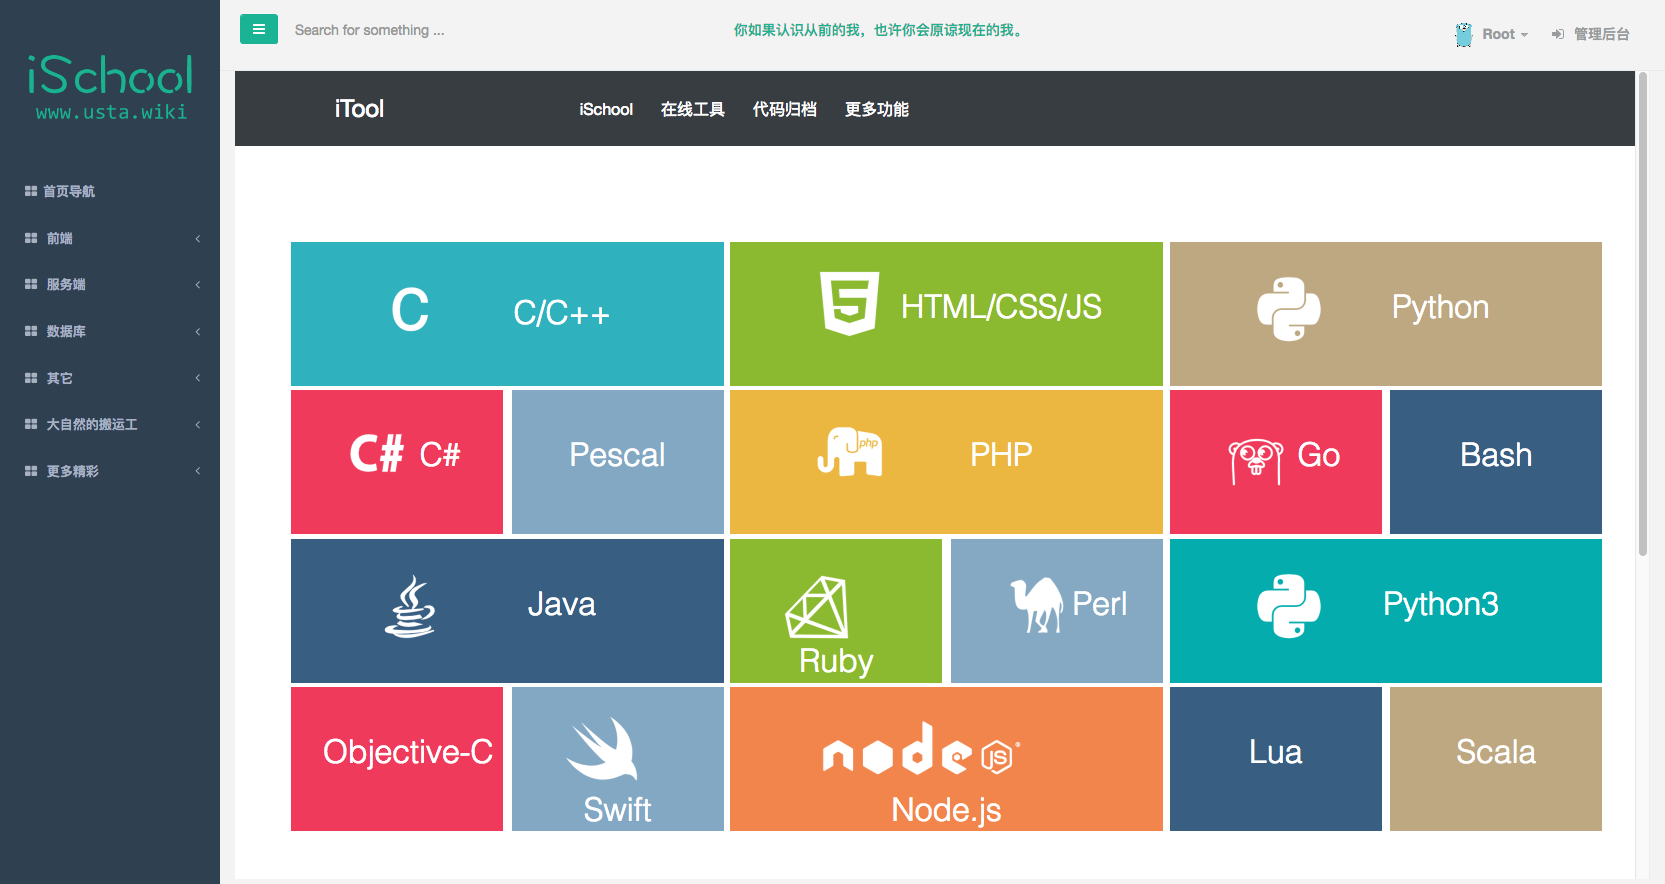 iSchool
www.usta.wiki
首页导航
前端
服务端
数据库
其它
大自然的搬运工
更多精彩
Search for something ...
你如果认识从前的我，也许你会原谅现在的我。
Root
管理后台
iTool
iSchool
在线工具
代码归档
更多功能
C
C/C++
5
HTML/CSS/JS
Python
C#
C#
Pescal
php
PHP
Go
Bash
Java
Ruby
Perl
Python3
Objective-C
Swift
node
JS
Node.js
Lua
Scala